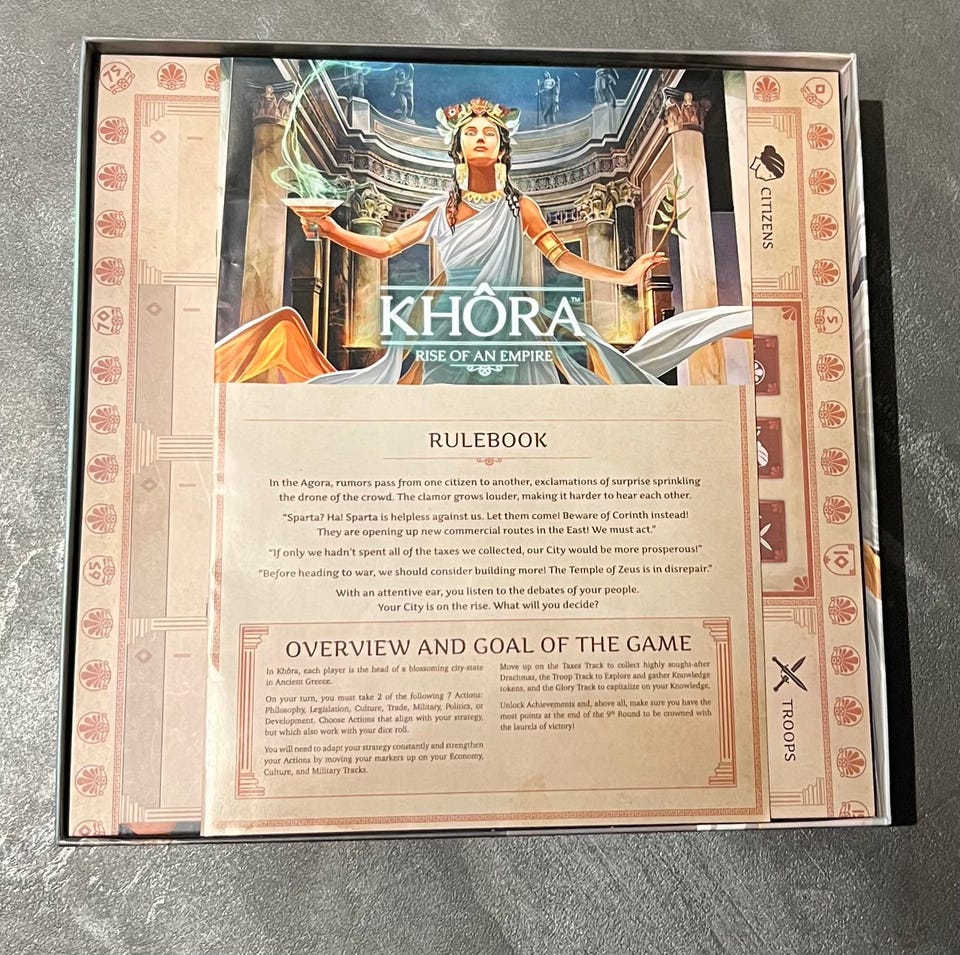 KHÔRA™
RISE OF AN EMPIRE
RULEBOOK
In the Agora, rumors pass from one citizen to another, exclamations of surprise sprinkling
the drone of the crowd. The clamor grows louder, making it harder to hear each other.
"Sparta? Ha! Sparta is helpless against us. Let them come! Beware of Corinth instead!
They are opening up new commercial routes in the East! We must act."
"If only we hadn't spent all of the taxes we collected, our City would be more prosperous!"
"Before heading to war, we should consider building more! The Temple of Zeus is in disrepair."
With an attentive ear, you listen to the debates of your people.
Your City is on the rise. What will you decide?
OVERVIEW AND GOAL OF THE GAME
In Khôra, each player is the head of a blossoming city-state
in Ancient Greece.
On your turn, you must take 2 of the following 7 Actions:
Philosophy, Legislation, Culture, Trade, Military, Politics, or
Development. Choose Actions that align with your strategy,
but which also work with your dice roll.
You will need to adapt your strategy constantly and strengthen
your Actions by moving your markers up on your Economy,
Culture, and Military Tracks.
Move up on the Taxes Track to collect highly sought-after
Drachmas, the Troop Track to Explore and gather Knowledge
tokens, and the Glory Track to capitalize on your Knowledge.
Unlock Achievements and, above all, make sure you have the
most points at the end of the 9th Round to be crowned with
the laurels of victory!
75
70
65
0
CITIZENS
5
10
TROOPS